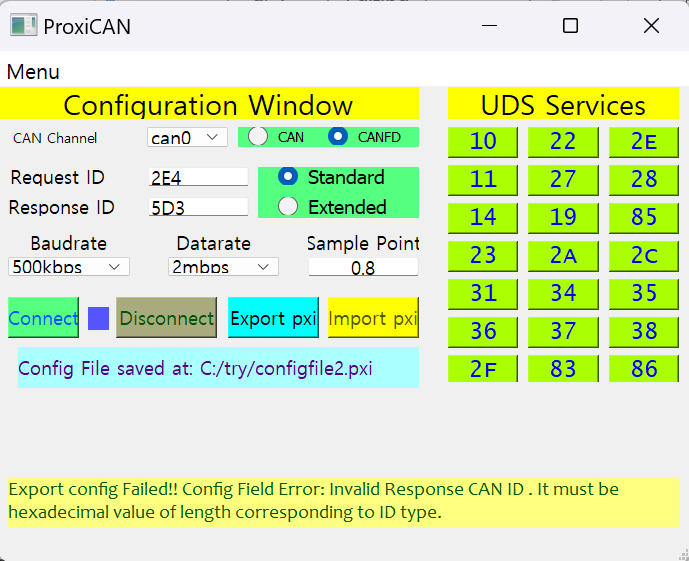 ProxiCAN
Menu
Configuration Window
CAN Channel can0 CAN CANFD
Request ID 2E4 Standard
Response ID 5D3 Extended
Baudrate Datarate Sample Point
500kbps 2mbps 0.8
Connect Disconnect Export pxi Import pxi
Config File saved at: C:/try/configfile2.pxi
UDS Services
10 22 2E
11 27 28
14 19 85
23 2A 2C
31 34 35
36 37 38
2F 83 86
Export config Failed!! Config Field Error: Invalid Response CAN ID . It must be
hexadecimal value of length corresponding to ID type.